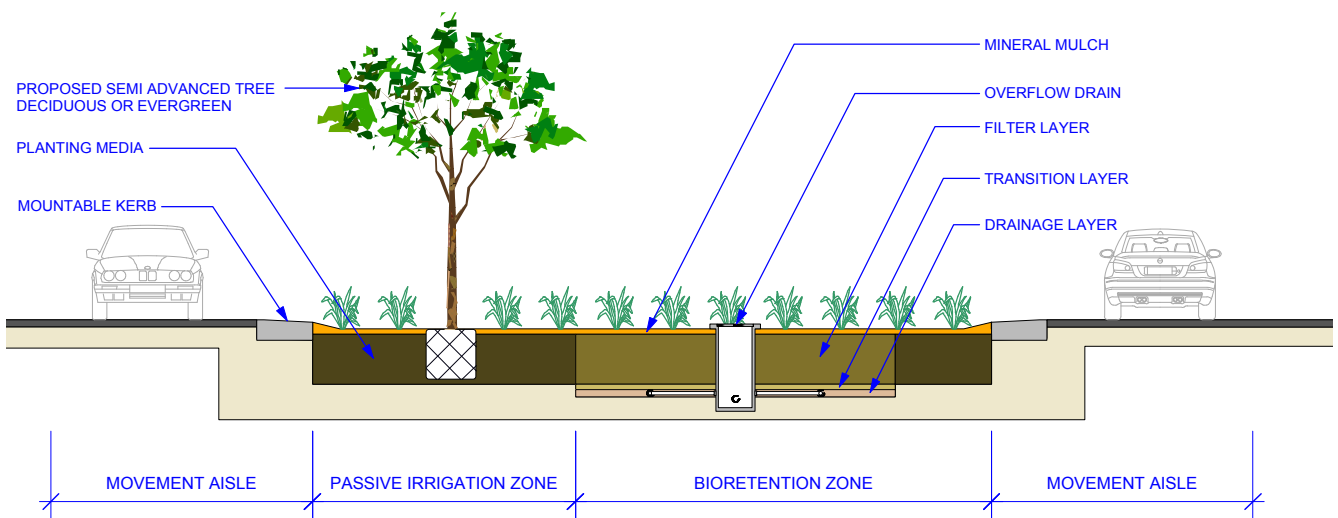 PROPOSED SEMI ADVANCED TREE
DECIDUOUS OR EVERGREEN
PLANTING MEDIA
MOUNTABLE KERB
MINERAL MULCH
OVERFLOW DRAIN
FILTER LAYER
TRANSITION LAYER
DRAINAGE LAYER
MOVEMENT AISLE
PASSIVE IRRIGATION ZONE
BIORETENTION ZONE
MOVEMENT AISLE